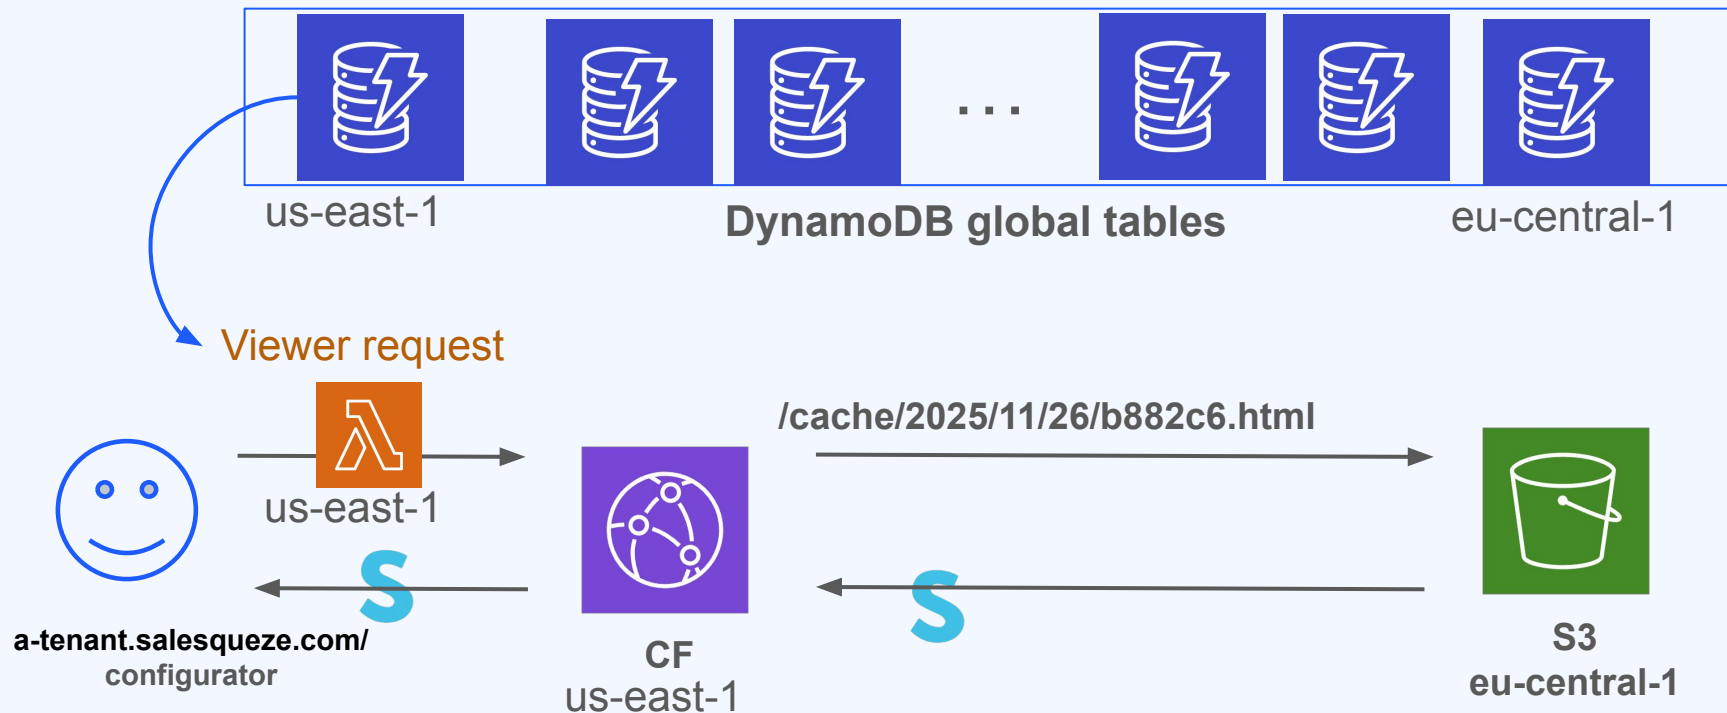 ...
us-east-1
DynamoDB global tables
eu-central-1
Viewer request
/cache/2025/11/26/b882c6.html
us-east-1
S
S
a-tenant.salesqueze.com/
configurator
CF
us-east-1
S3
eu-central-1